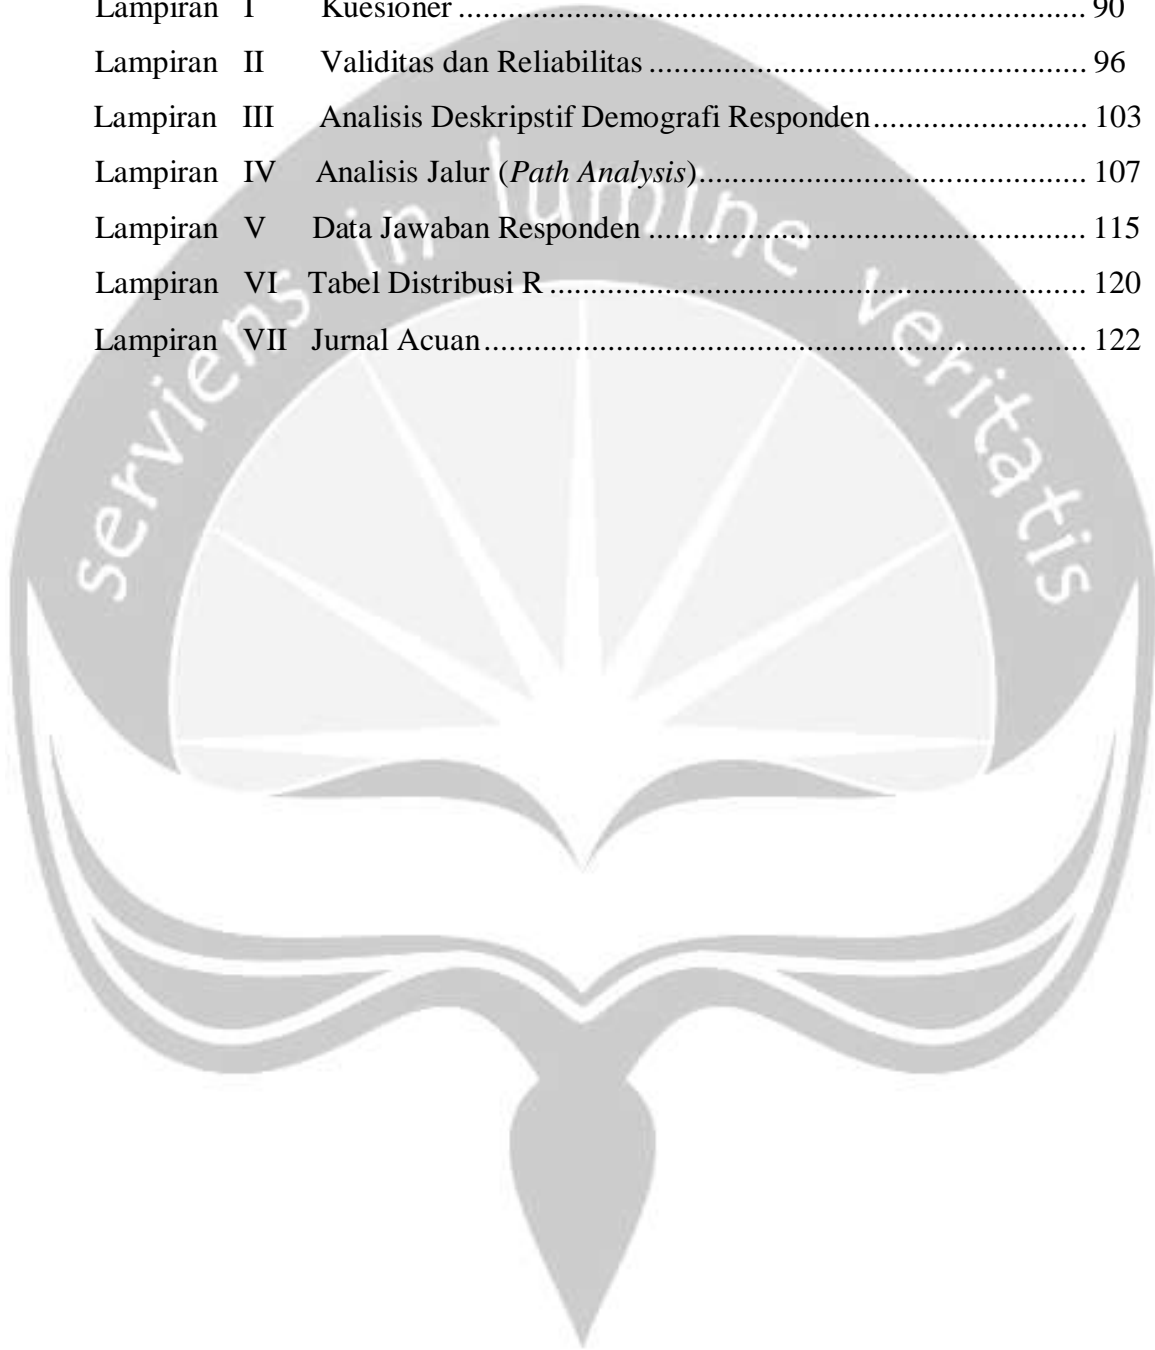 Lampiran I Kuesioner ............................................................................ 90
Lampiran II Validitas dan Reliabilitas ..................................................... 96
Lampiran III Analisis Deskripstif Demografi Responden.......................... 103
Lampiran IV Analisis Jalur (Path Analysis)............................................... 107
Lampiran V Data Jawaban Responden ..................................................... 115
Lampiran VI Tabel Distribusi R ................................................................. 120
Lampiran VII Jurnal Acuan......................................................................... 122
serviens in lumine veritatis